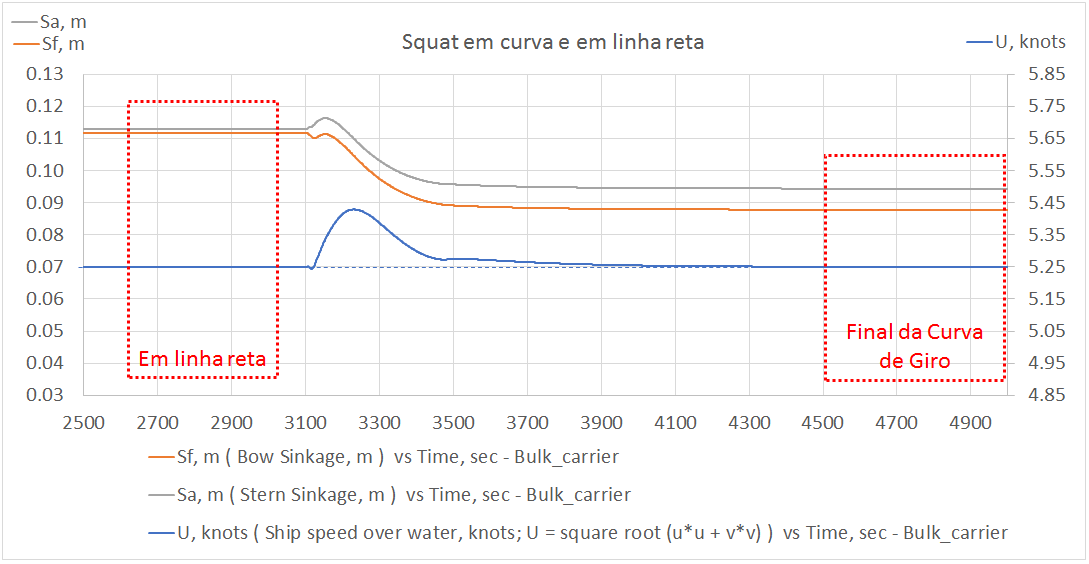 Sa, m
Sf, m
Squat em curva e em linha reta
U, knots
0.13
0.12
0.11
0.10
0.09
0.08
0.07
0.06
0.05
0.04
0.03
5.85
5.75
5.65
5.55
5.45
5.35
5.25
5.15
5.05
4.95
4.85
Em linha reta
Final da Curva
de Giro
2500 2700 2900 3100 3300 3500 3700 3900 4100 4300 4500 4700 4900
Sf, m ( Bow Sinkage, m ) vs Time, sec - Bulk_carrier
Sa, m ( Stern Sinkage, m ) vs Time, sec - Bulk_carrier
U, knots ( Ship speed over water, knots; U = square root (u*u + v*v) ) vs Time, sec - Bulk_carrier